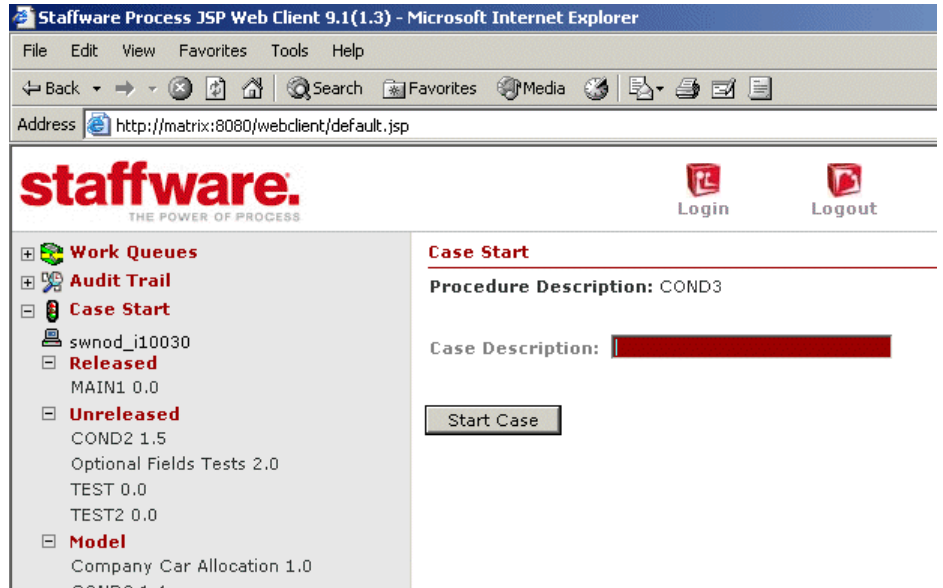 Staffware Process JSP Web Client 9.1(1.3) - Microsoft Internet Explorer
File Edit View Favorites Tools Help
Back Search Favorites Media
Address http://matrix:8080/webclient/default.jsp
staffware.
THE POWER OF PROCESS
Login Logout
Work Queues
Audit Trail
Case Start
swnod_i10030
Released
MAIN1 0.0
Unreleased
COND2 1.5
Optional Fields Tests 2.0
TEST 0.0
TEST2 0.0
Model
Company Car Allocation 1.0
Case Start
Procedure Description: COND3
Case Description:
Start Case